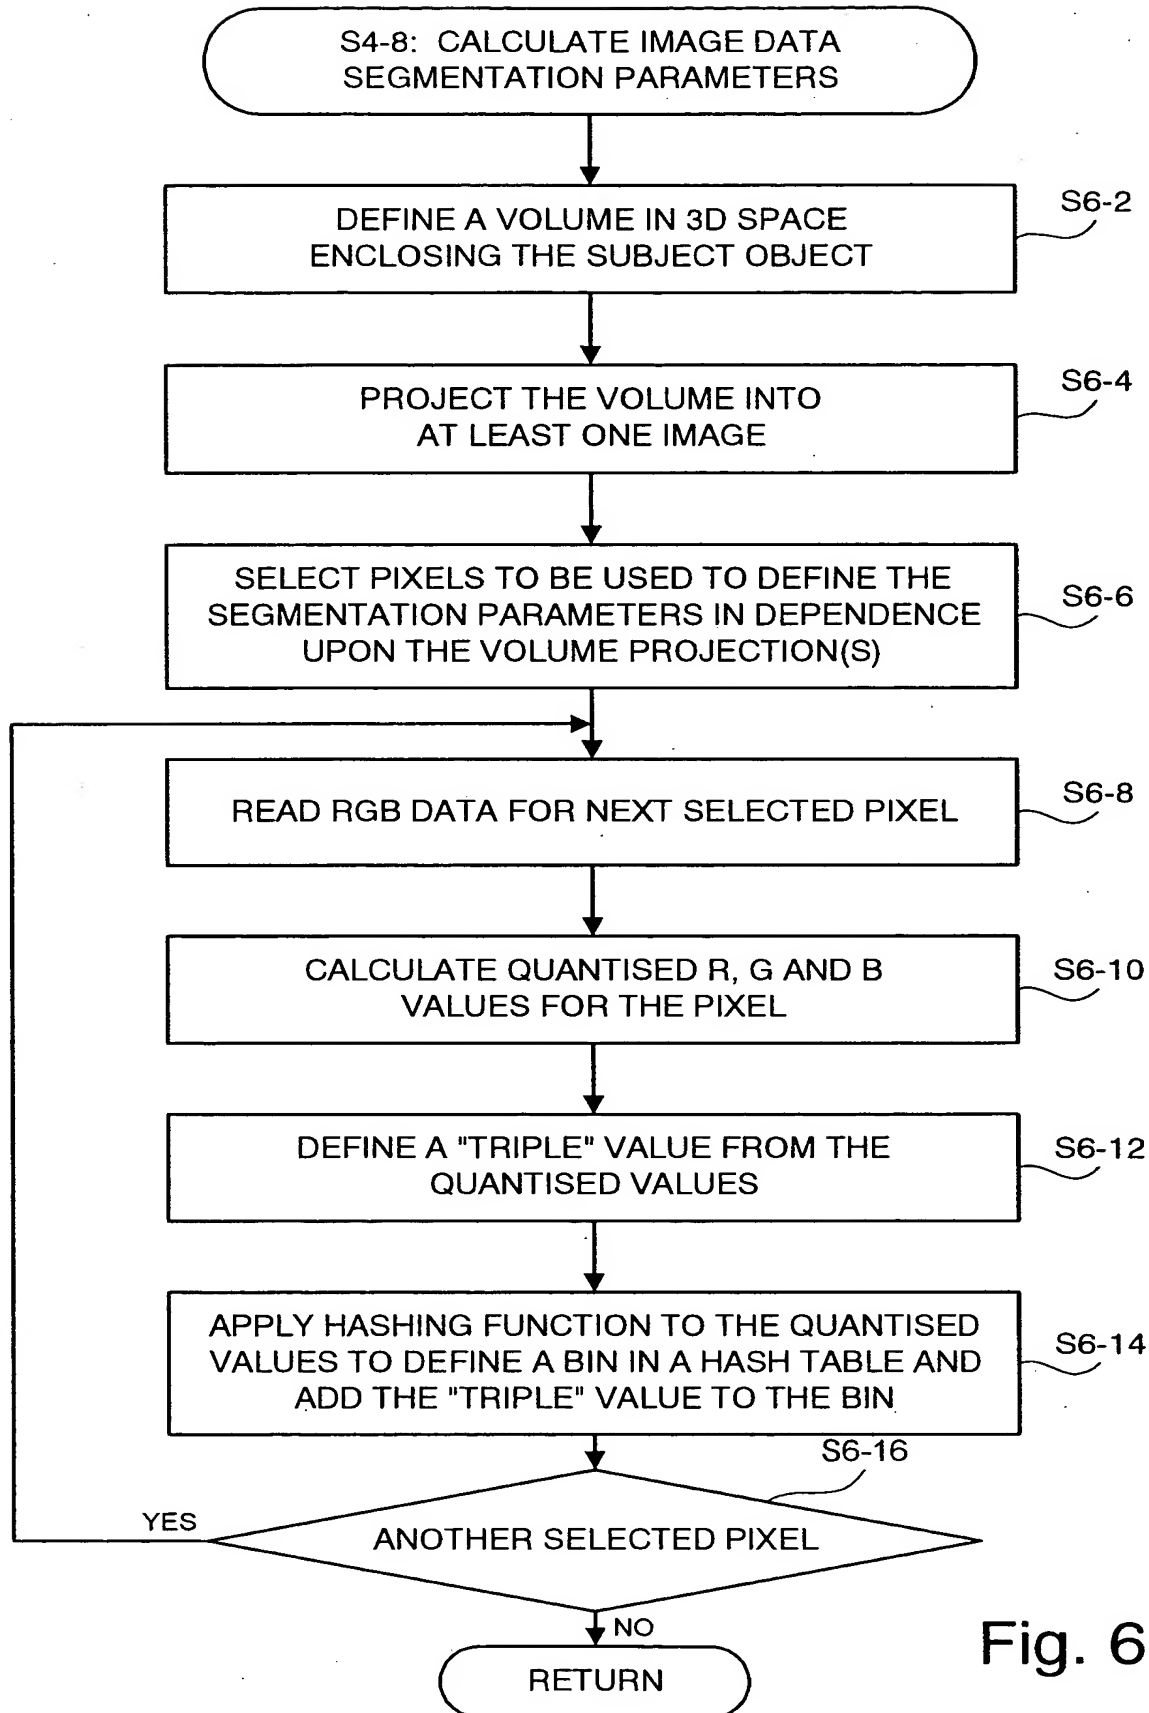 S4-8: CALCULATE IMAGE DATA
SEGMENTATION PARAMETERS
S6-2
DEFINE A VOLUME IN 3D SPACE
ENCLOSING THE SUBJECT OBJECT
S6-4
PROJECT THE VOLUME INTO
AT LEAST ONE IMAGE
SELECT PIXELS TO BE USED TO DEFINE THE
S6-6
SEGMENTATION PARAMETERS IN DEPENDENCE
UPON THE VOLUME PROJECTION(S)
S6-8
READ RGB DATA FOR NEXT SELECTED PIXEL
S6-10
CALCULATE QUANTISED R, G AND B
VALUES FOR THE PIXEL
S6-12
DEFINE A "TRIPLE" VALUE FROM THE
QUANTISED VALUES
APPLY HASHING FUNCTION TO THE QUANTISED
S6-14
VALUES TO DEFINE A BIN IN A HASH TABLE AND
ADD THE "TRIPLE" VALUE TO THE BIN
S6-16
YES
ANOTHER SELECTED PIXEL
NO
Fig. 6
RETURN